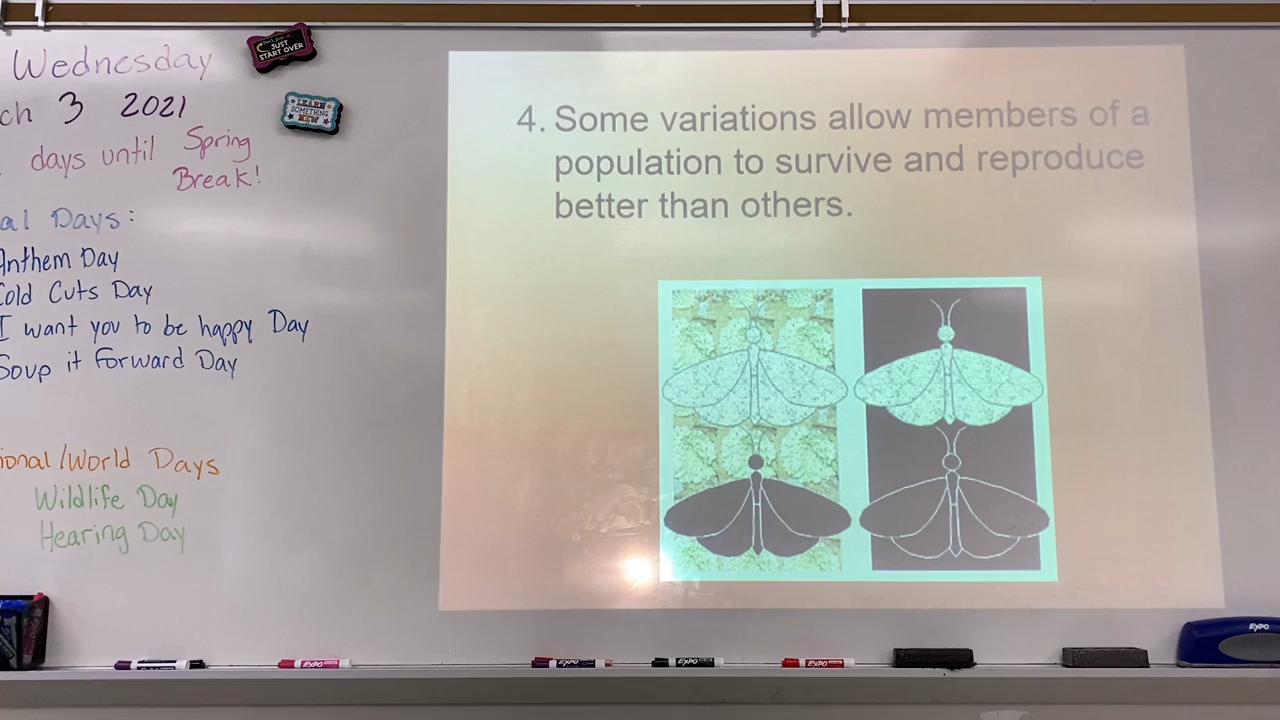 Wednesday
ch 3 2021
days until Spring
Break!
al Days:
Anthem Day
Cold Cuts Day
I want you to be happy Day
Soup it Forward Day
ional/World Days
Wildlife Day
Hearing Day
JUST
START OVER
LEARN
SOMETHING
NEW
4. Some variations allow members of a
population to survive and reproduce
better than others.
EXPO
EXPO
EXPO
EXPO
EXPO